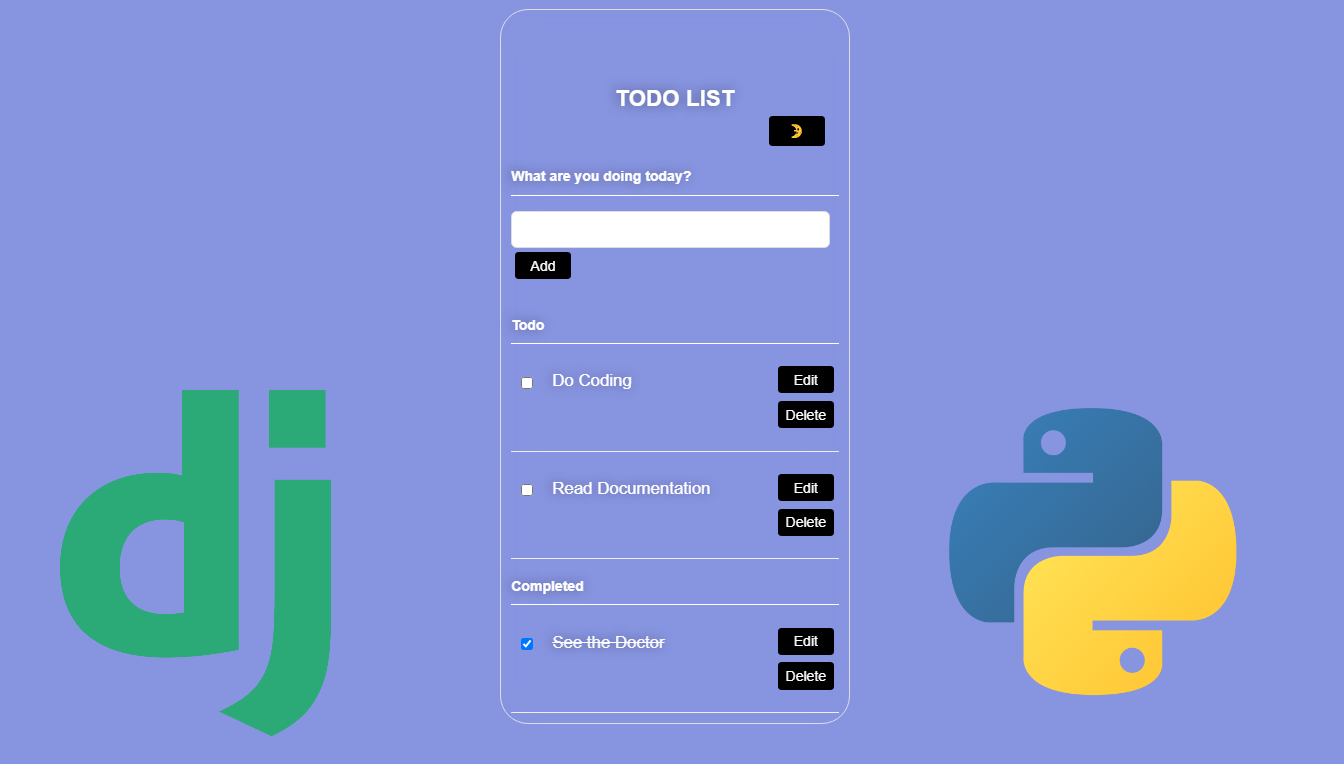 TODO LIST
What are you doing today?
Add
Todo
Do Coding
Edit
Delete
Read Documentation
Edit
Delete
Completed
See the Doctor
Edit
Delete
dj